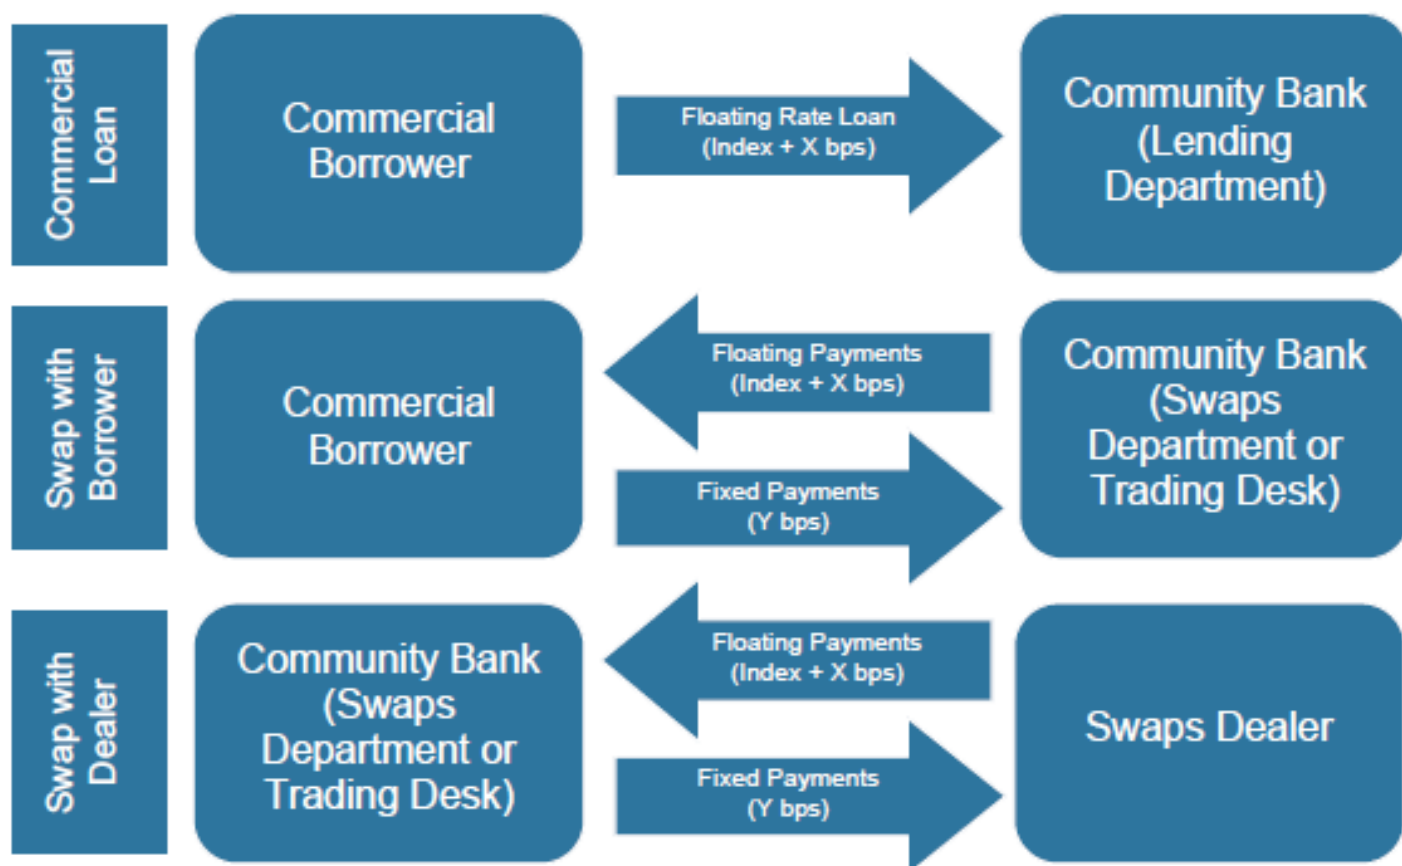 Commercial
Loan
Commercial
Borrower
Floating Rate Loan
(Index + X bps)
Community Bank
(Lending
Department)
Swap with
Borrower
Commercial
Borrower
Floating Payments
(Index + X bps)
Fixed Payments
(Y bps)
Community Bank
(Swaps
Department or
Trading Desk)
Swap with
Dealer
Community Bank
(Swaps
Department or
Trading Desk)
Floating Payments
(Index + X bps)
Fixed Payments
(Y bps)
Swaps Dealer